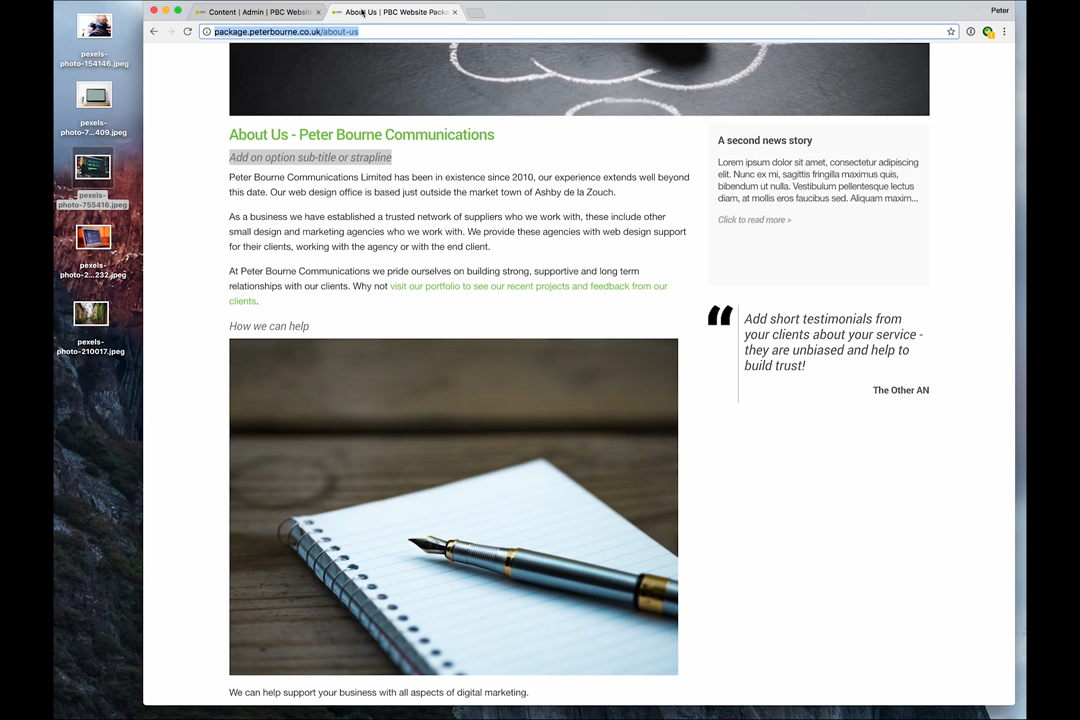 Content | Admin | PBC Websit
About Us | PBC Website Pack
Peter
package.peterbourne.co.uk/about-us
pexels-
photo-154146.jpeg
pexels-
photo-7...409.jpeg
pexels-
photo-755416.jpeg
pexels-
photo-2...232.jpeg
pexels-
photo-210017.jpeg
About Us - Peter Bourne Communications
Add on option sub-title or strapline
Peter Bourne Communications Limited has been in existence since 2010, our experience extends well beyond
this date. Our web design office is based just outside the market town of Ashby de la Zouch.
As a business we have established a trusted network of suppliers who we work with, these include other
small design and marketing agencies who we work with. We provide these agencies with web design support
for their clients, working with the agency or with the end client.
At Peter Bourne Communications we pride ourselves on building strong, supportive and long term
relationships with our clients. Why not visit our portfolio to see our recent projects and feedback from our
clients.
How we can help
We can help support your business with all aspects of digital marketing.
A second news story
Lorem ipsum dolor sit amet, consectetur adipiscing
elit. Nunc ex mi, sagittis fringilla maximus quis,
bibendum ut nulla. Vestibulum pellentesque lectus
diam, at mollis eros faucibus sed. Aliquam maxim...
Click to read more >
Add short testimonials from
your clients about your service -
they are unbiased and help to
build trust!
The Other AN